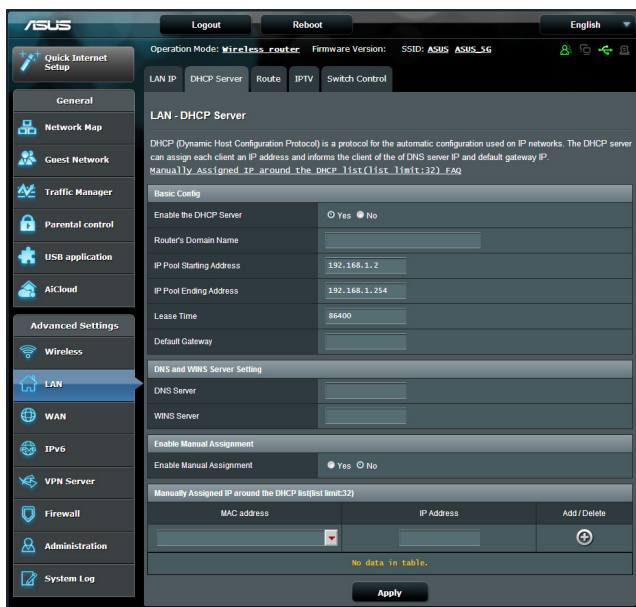 ASUS
Logout
Reboot
English
Quick Internet Setup
Operation Mode: Wireless router Firmware Version: SSID: ASUS ASUS_5G
LAN IP
DHCP Server
Route
IPTV
Switch Control
General
Network Map
Guest Network
Traffic Manager
Parental control
USB application
AiCloud
Advanced Settings
Wireless
LAN
WAN
IPv6
VPN Server
Firewall
Administration
System Log
LAN - DHCP Server
DHCP (Dynamic Host Configuration Protocol) is a protocol for the automatic configuration used on IP networks. The DHCP server
can assign each client an IP address and informs the client of the of DNS server IP and default gateway IP.
Manually Assigned IP around the DHCP list(list limit:32) FAQ
Basic Config
Enable the DHCP Server
Yes No
Router's Domain Name
IP Pool Starting Address
192.168.1.2
IP Pool Ending Address
192.168.1.254
Lease Time
86400
Default Gateway
DNS and WINS Server Setting
DNS Server
WINS Server
Enable Manual Assignment
Enable Manual Assignment
Yes No
Manually Assigned IP around the DHCP list(list limit:32)
MAC address
IP Address
Add / Delete
No data in table.
Apply